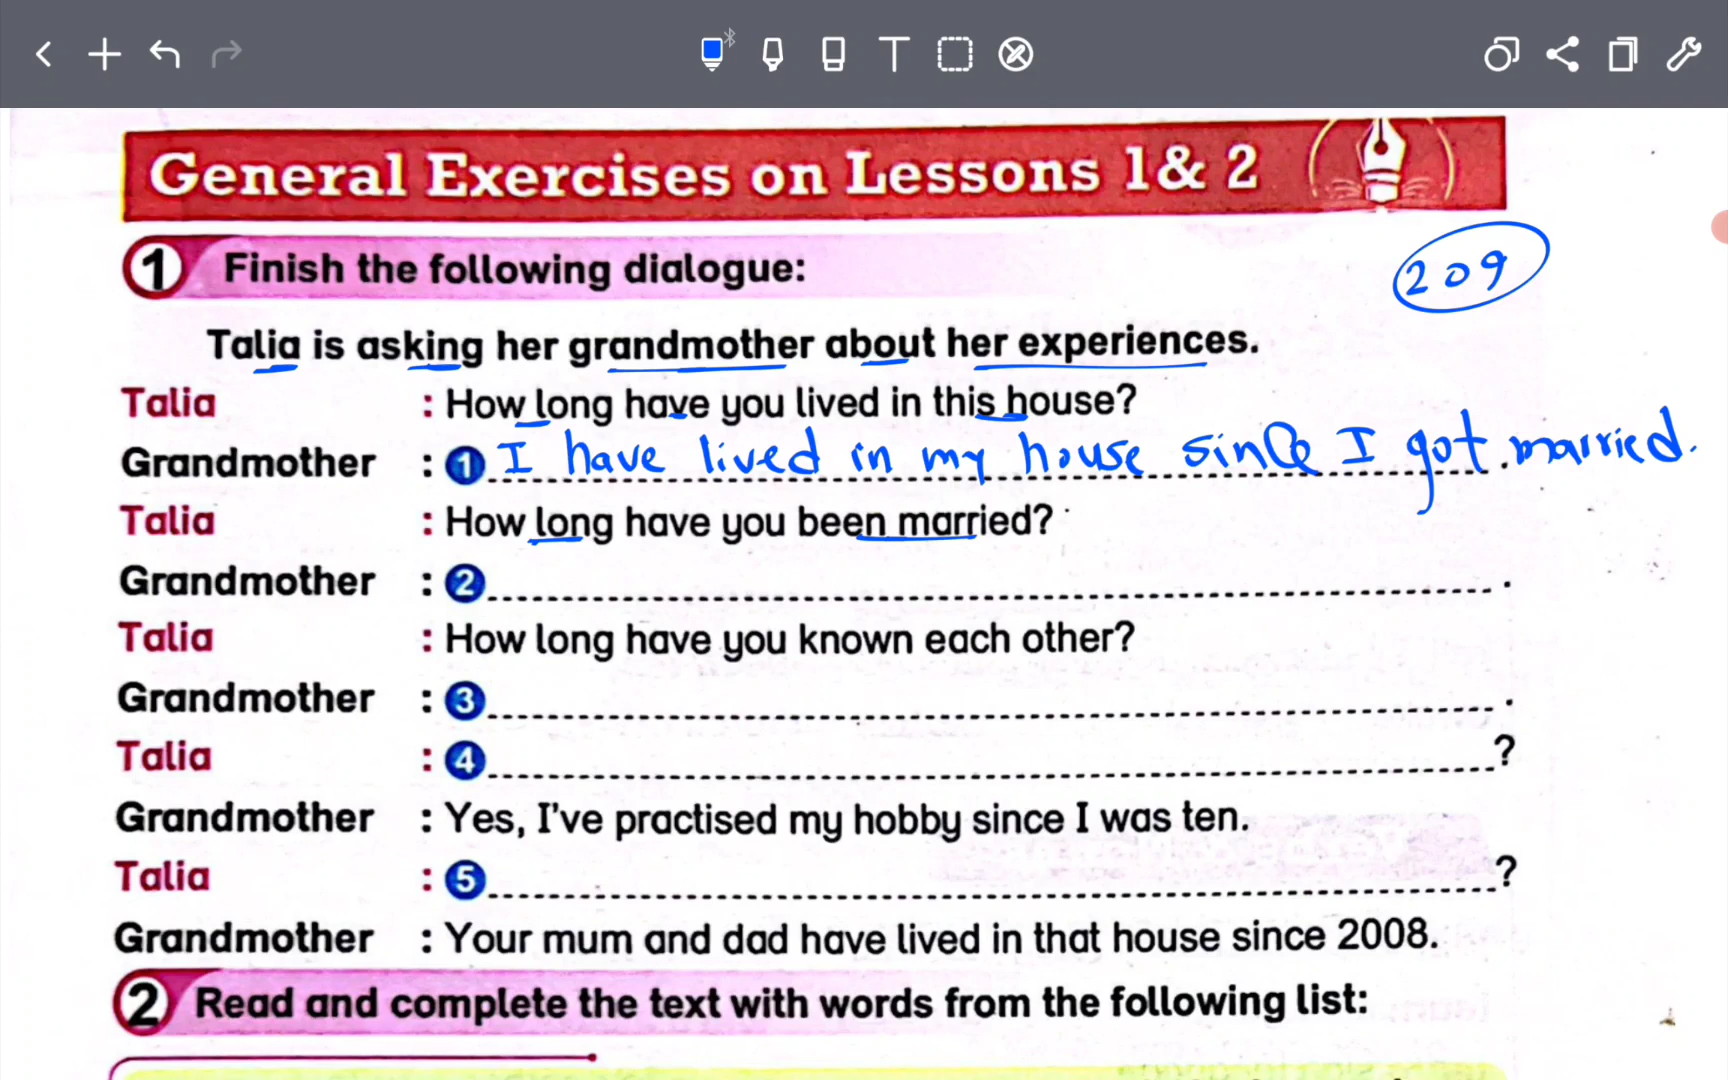 General Exercises on Lessons 1& 2
1 Finish the following dialogue:
209
Talia is asking her grandmother about her experiences.
Talia : How long have you lived in this house?
Grandmother : 1 I have lived in my house since I got married.
Talia : How long have you been married?
Grandmother : 2 .
Talia : How long have you known each other?
Grandmother : 3 .
Talia : 4 ?
Grandmother : Yes, I've practised my hobby since I was ten.
Talia : 5 ?
Grandmother : Your mum and dad have lived in that house since 2008.
2 Read and complete the text with words from the following list: